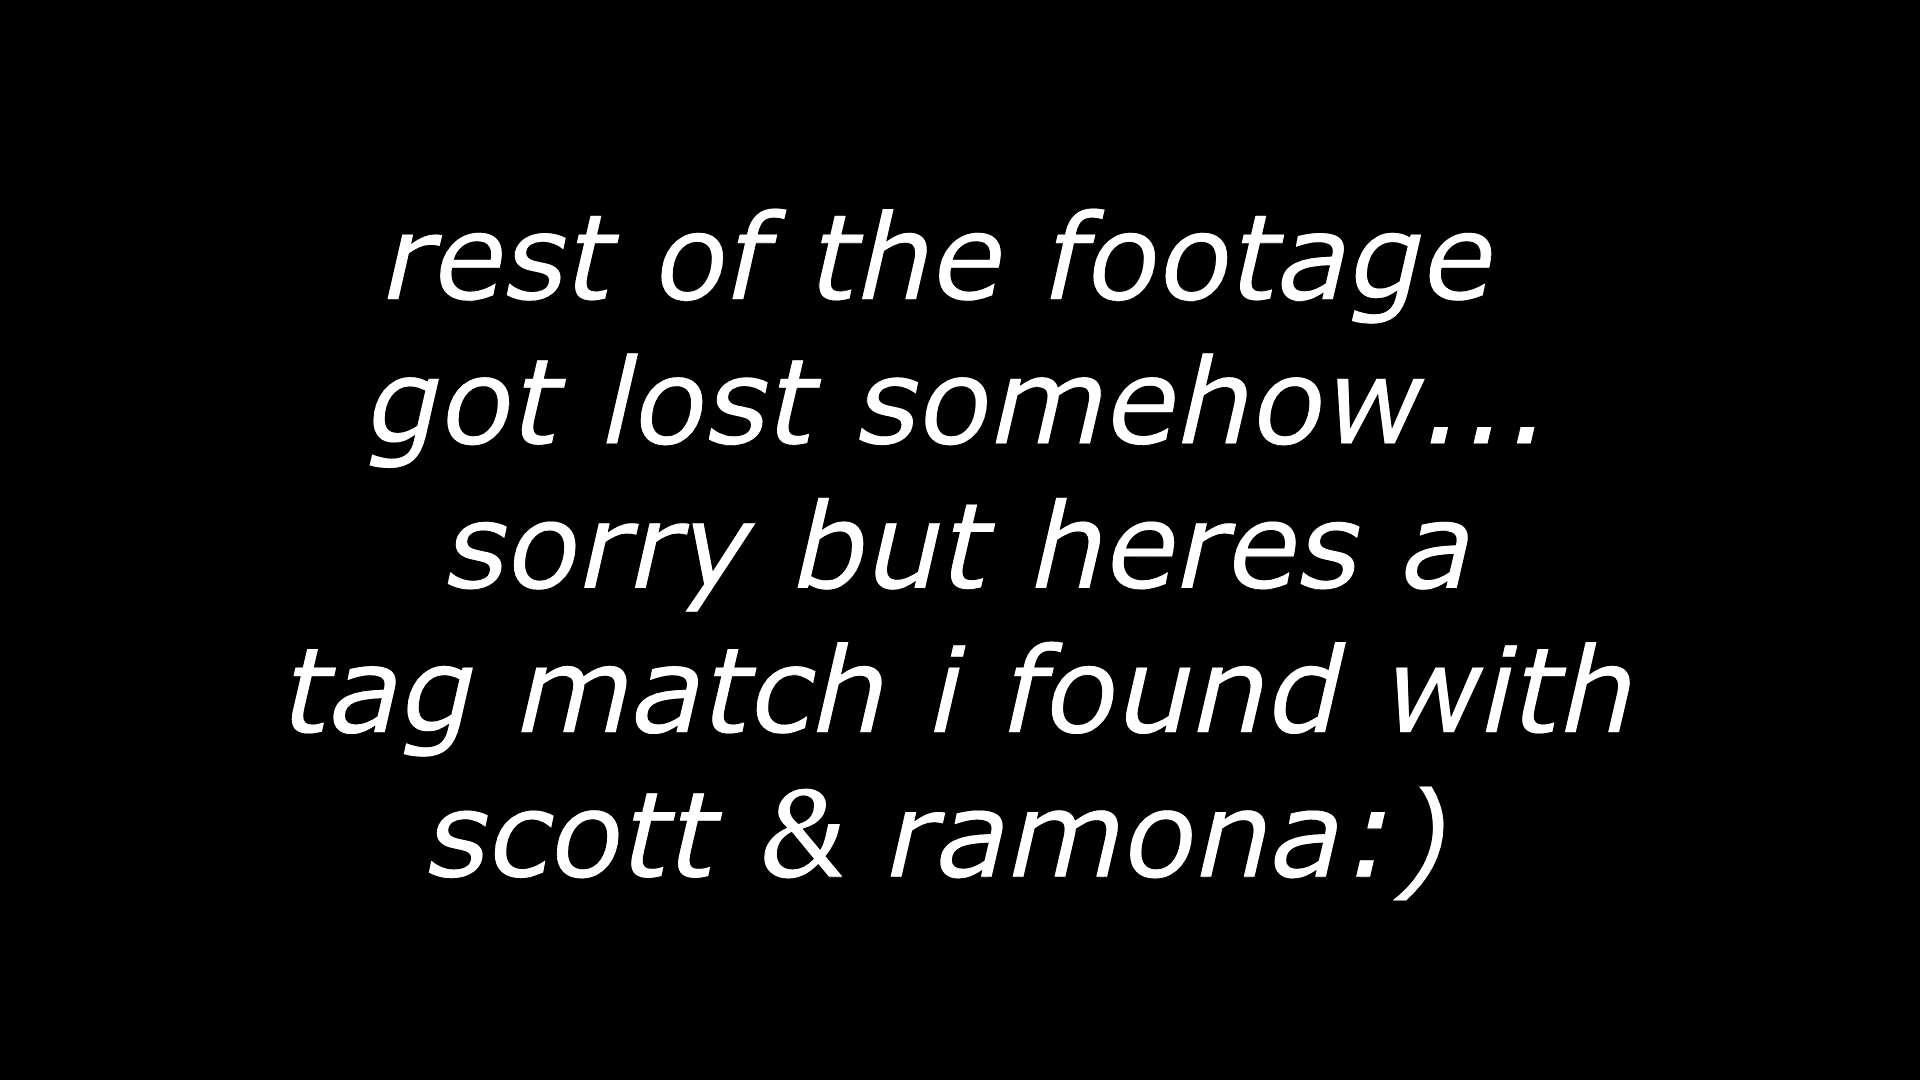 rest of the footage
got lost somehow...
sorry but heres a
tag match i found with
scott & ramona:)